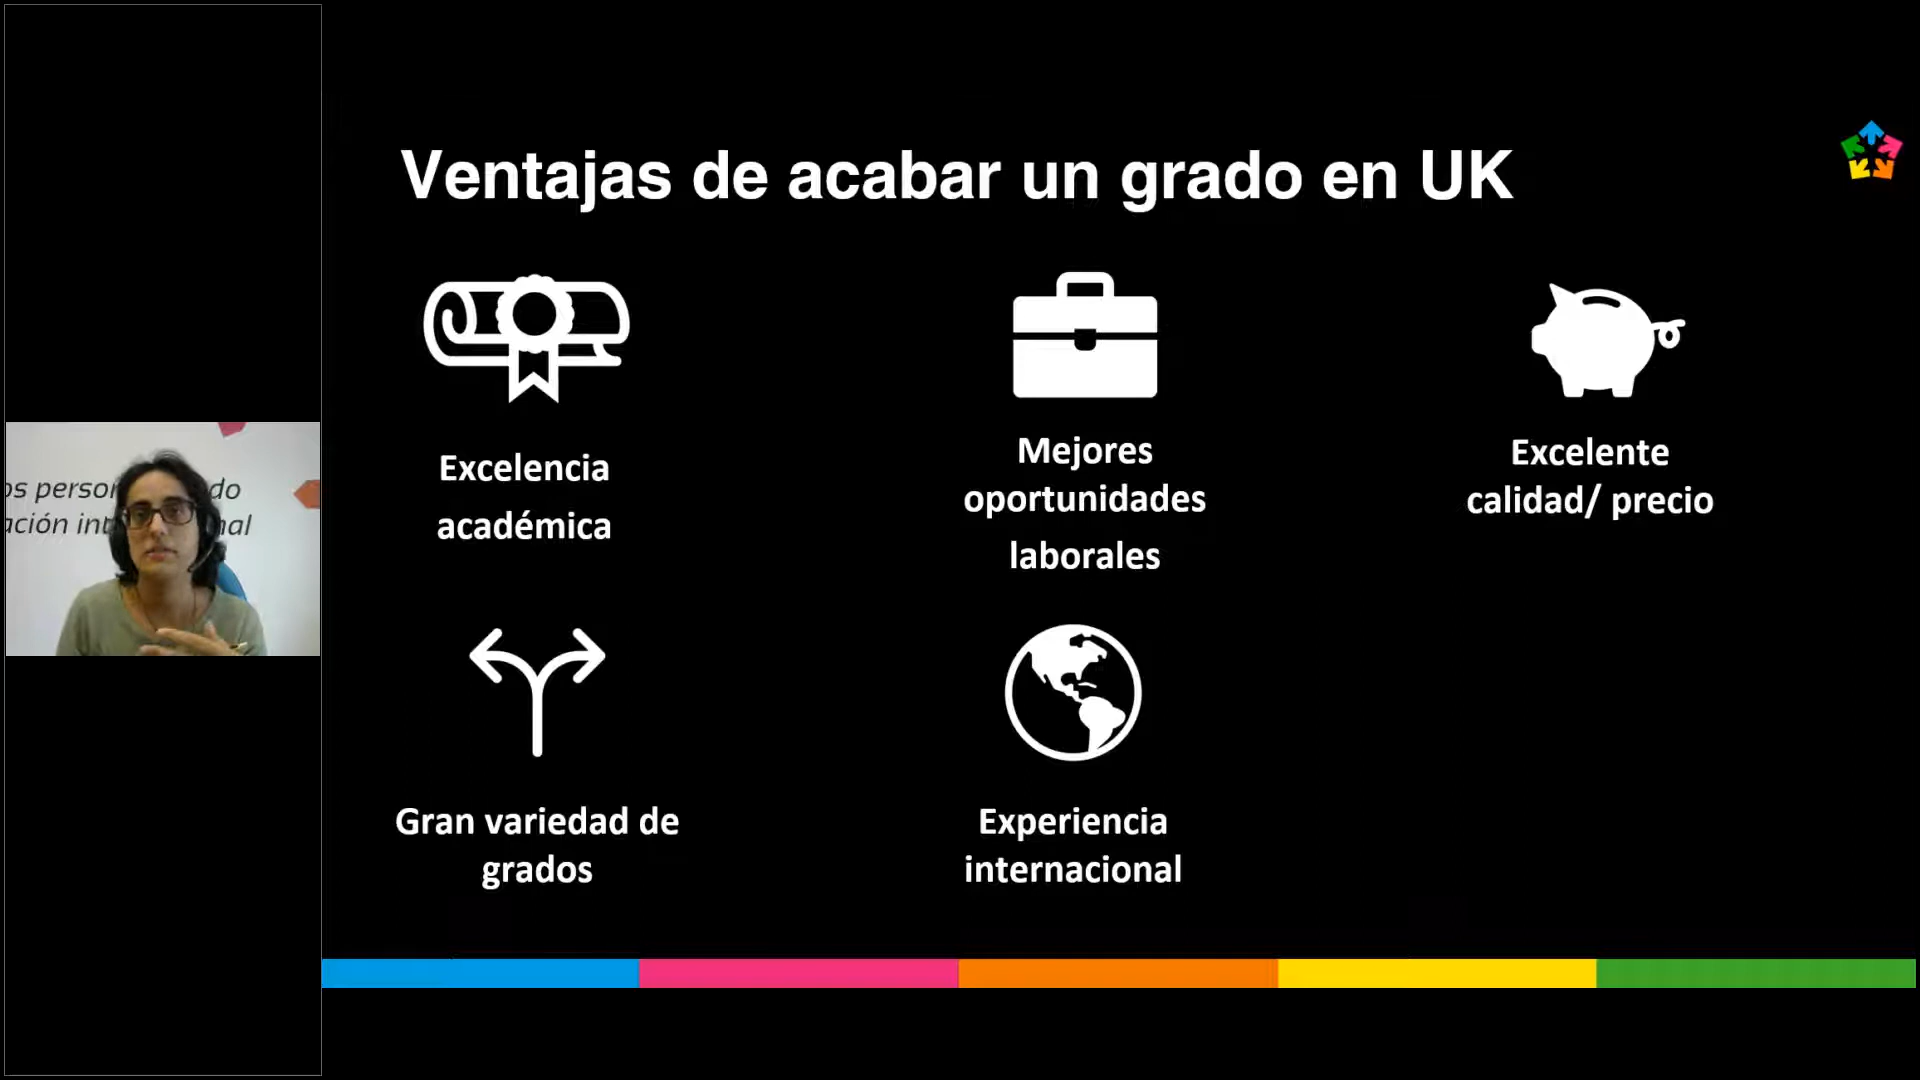 Ventajas de acabar un grado en UK
Excelencia
académica
Mejores
oportunidades
laborales
Excelente
calidad/ precio
Gran variedad de
grados
Experiencia
internacional